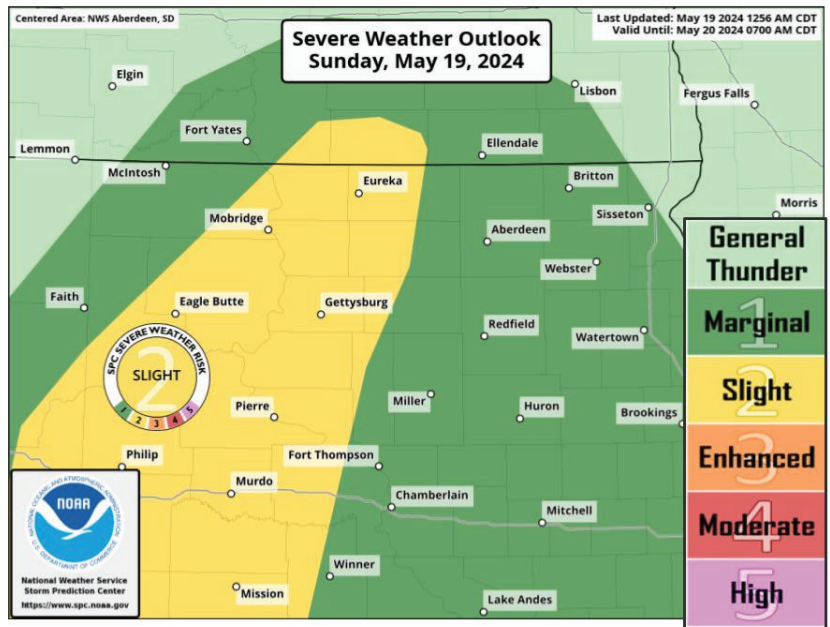 Centered Area: NWS Aberdeen, SD
Severe Weather Outlook
Sunday, May 19, 2024
Last Updated: May 19 2024 1256 AM CDT
Valid Until: May 20 2024 0700 AM CDT
Elgin
Lisbon
Fergus Falls
Fort Yates
Ellendale
Lemmon
McIntosh
Eureka
Britton
Morris
Sisseton
Mobridge
Aberdeen
Webster
Faith
Eagle Butte
Gettysburg
Redfield
Watertown
SPC SEVERE WEATHER RISK
2
SLIGHT
1 2 3 4 5
Pierre
Miller
Huron
Brookings
Philip
Fort Thompson
Murdo
Chamberlain
Mitchell
Winner
Mission
Lake Andes
General
Thunder
1
Marginal
2
Slight
3
Enhanced
4
Moderate
5
High
NATIONAL OCEANIC AND ATMOSPHERIC ADMINISTRATION
NOAA
U.S. DEPARTMENT OF COMMERCE
National Weather Service
Storm Prediction Center
https://www.spc.noaa.gov